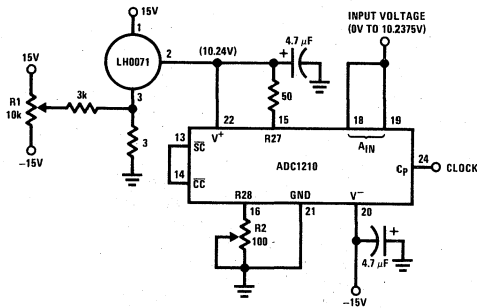 15V
1
LH0071
2
(10.24V)
4.7 µF
+
INPUT VOLTAGE
(0V TO 10.2375V)
15V
3k
3
R1
10k
-15V
3
50
22
15
18
19
V+
R27
AIN
13
SC
14
CC
ADC1210
CP
24
CLOCK
R28
GND
V−
16
21
20
R2
100
4.7 µF
+
-15V